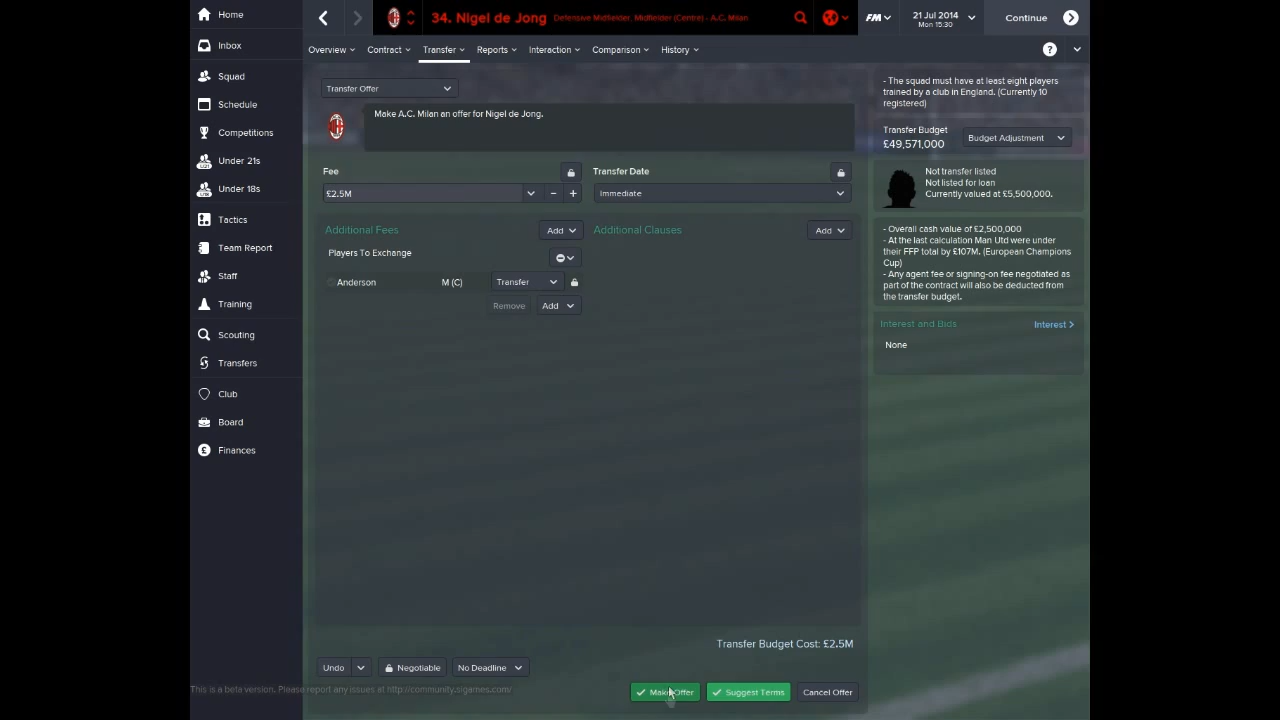 Home
Inbox
Squad
Schedule
Competitions
Under 21s
Under 18s
Tactics
Team Report
Staff
Training
Scouting
Transfers
Club
Board
Finances
34. Nigel de Jong Defensive Midfielder, Midfielder (Centre) - A.C. Milan
FM
21 Jul 2014
Mon 15:30
Continue
Overview Contract Transfer Reports Interaction Comparison History
?
Transfer Offer
Make A.C. Milan an offer for Nigel de Jong.
Fee
£2.5M
- +
Transfer Date
Immediate
Additional Fees Add
Additional Clauses Add
Players To Exchange
Anderson M (C) Transfer
Remove Add
Transfer Budget Cost: £2.5M
Undo Negotiable No Deadline
This is a beta version. Please report any issues at http://community.sigames.com/
Make Offer Suggest Terms Cancel Offer
- The squad must have at least eight players
trained by a club in England. (Currently 10
registered)
Transfer Budget
£49,571,000
Budget Adjustment
Not transfer listed
Not listed for loan
Currently valued at £5,500,000.
- Overall cash value of £2,500,000
- At the last calculation Man Utd were under
their FFP total by £107M. (European Champions
Cup)
- Any agent fee or signing-on fee negotiated as
part of the contract will also be deducted from
the transfer budget.
Interest and Bids Interest
None